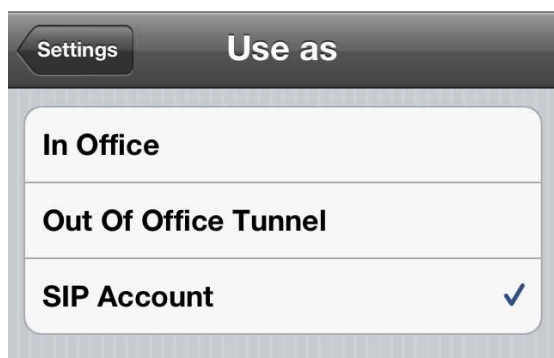 Settings
Use as
In Office
Out Of Office Tunnel
SIP Account